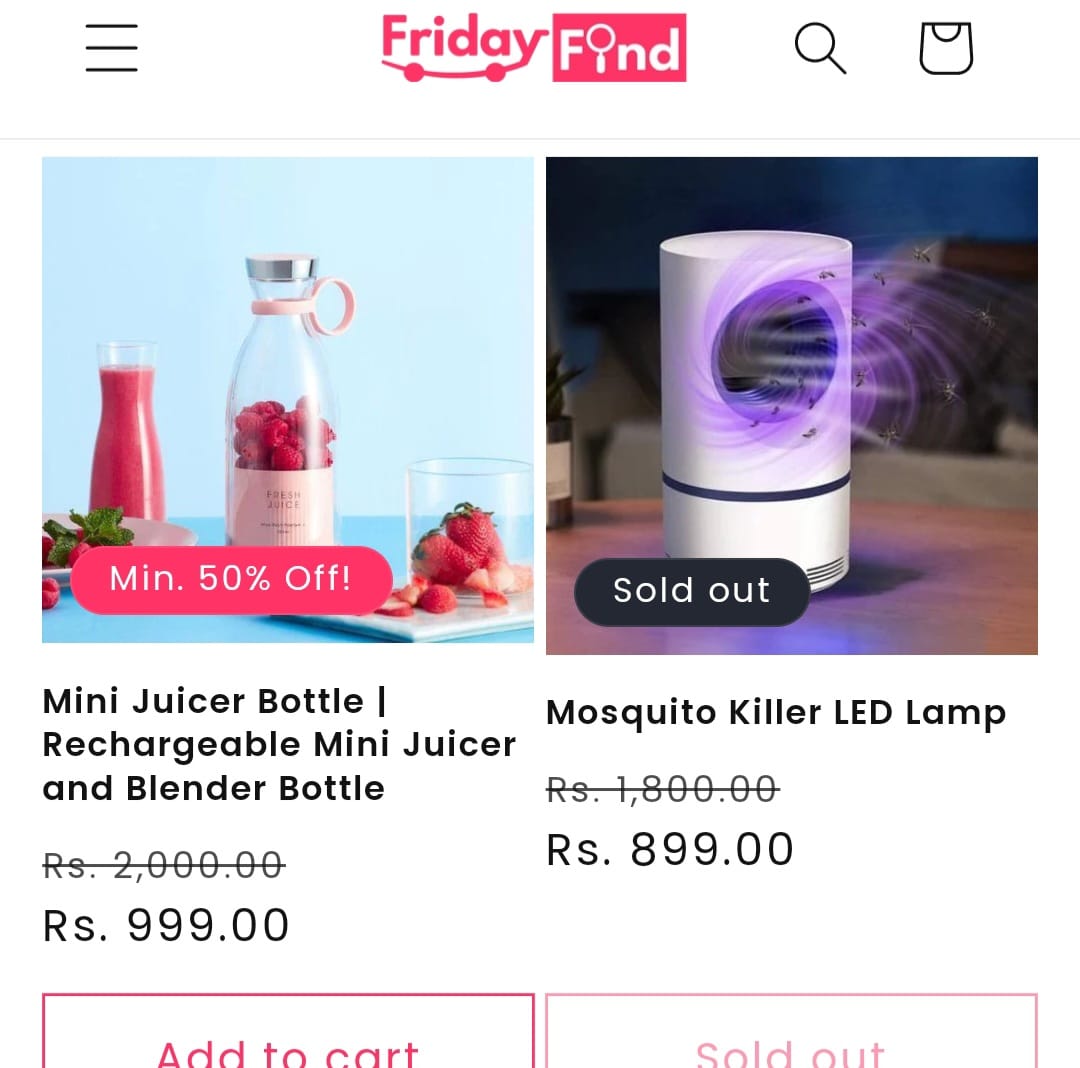 Friday Find
FRESH
JUICE
Min. 50% Off!
Sold out
Mini Juicer Bottle |
Rechargeable Mini Juicer
and Blender Bottle
Rs. 2,000.00
Rs. 999.00
Mosquito Killer LED Lamp
Rs. 1,800.00
Rs. 899.00
Add to cart
Sold out